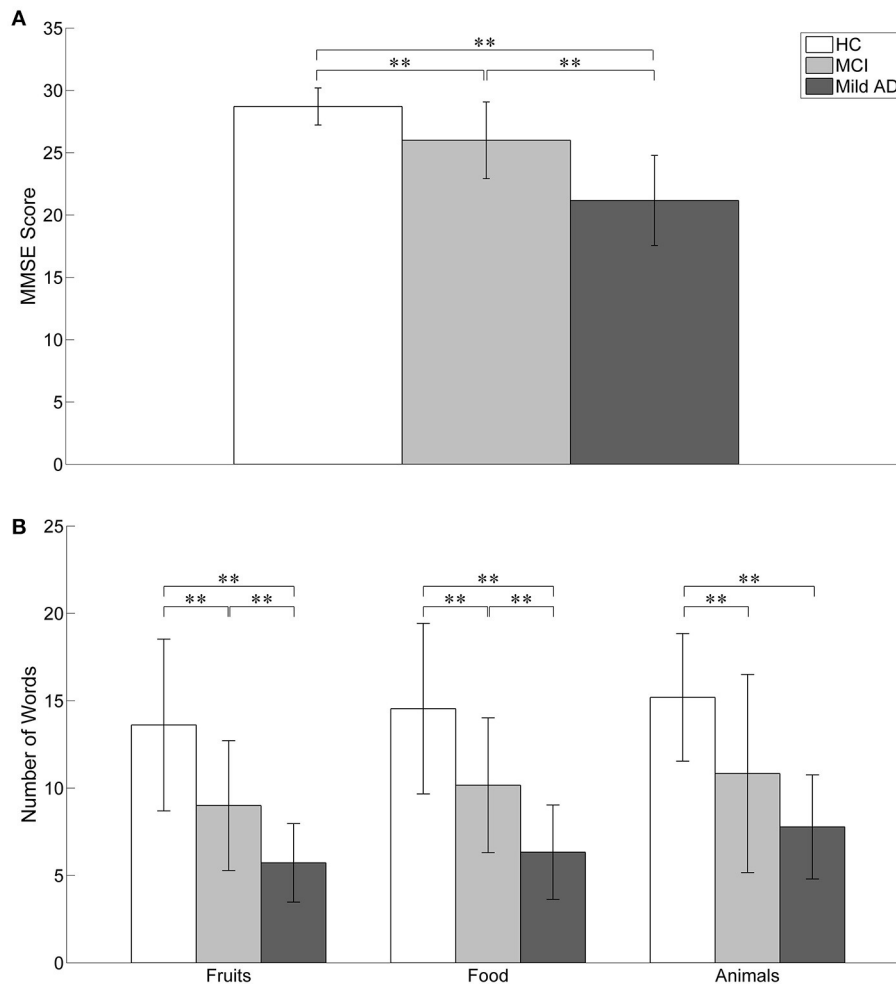 A
MMSE Score
35
30
25
20
15
10
5
0
** 
** **
HC
MCI
Mild AD
B
Number of Words
25
20
15
10
5
0
** ** **
** ** ** ** **
Fruits Food Animals